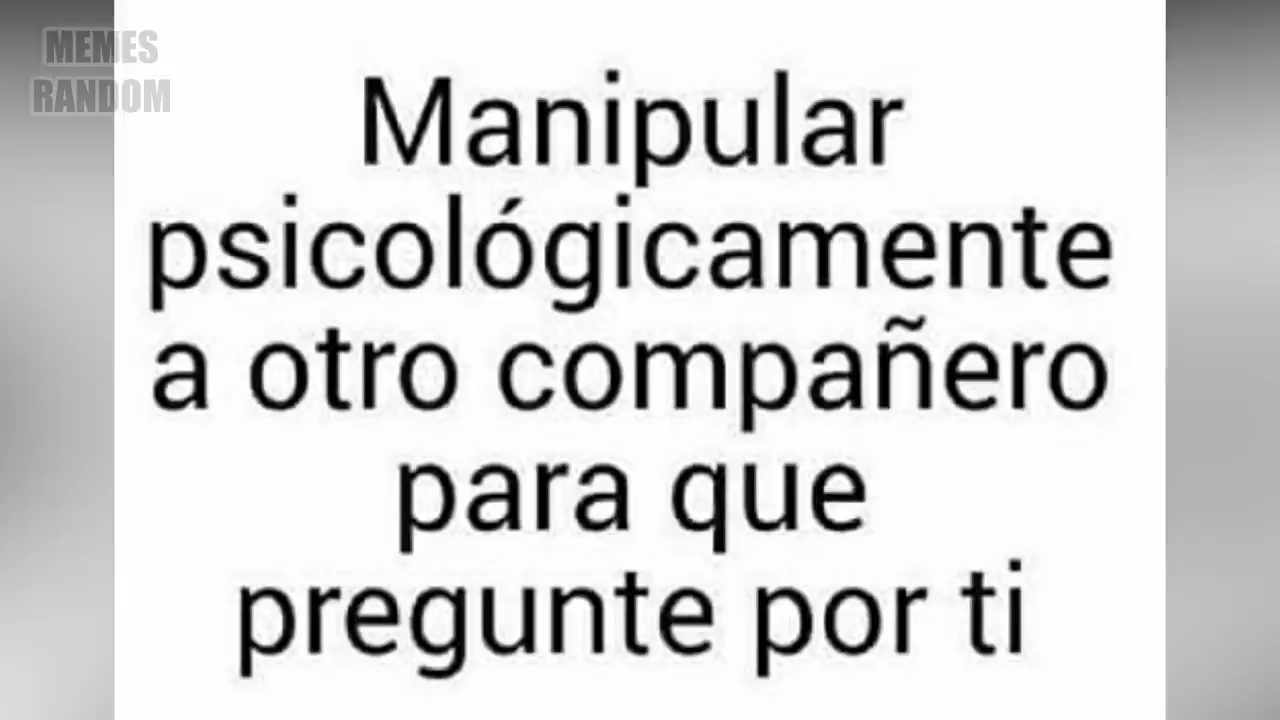 MEMES
RANDOM
Manipular
psicológicamente
a otro compañero
para que
pregunte por ti